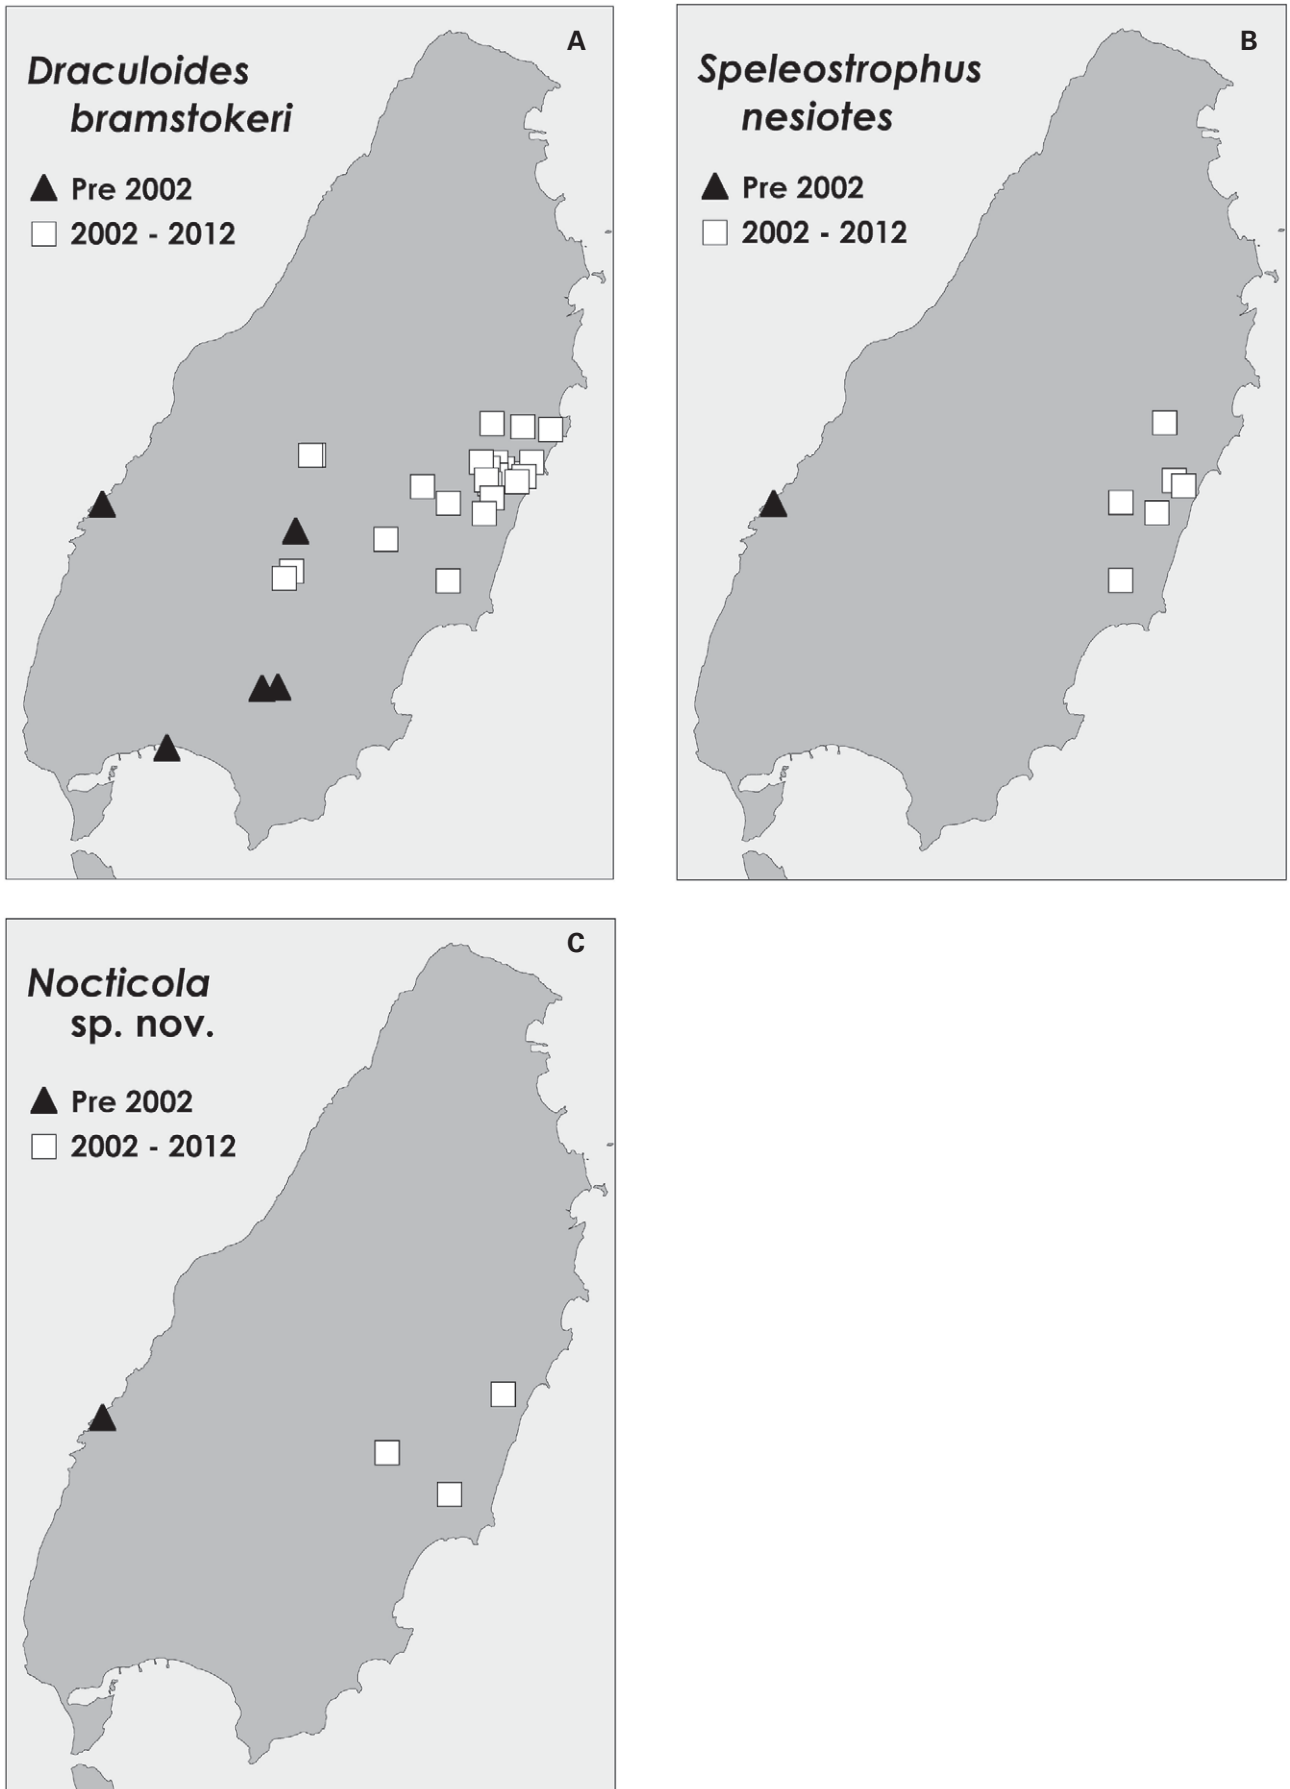 A
Draculoides
bramstokeri
Pre 2002
2002 - 2012
B
Speleostrophus
nesiotes
Pre 2002
2002 - 2012
C
Nocticola
sp. nov.
Pre 2002
2002 - 2012